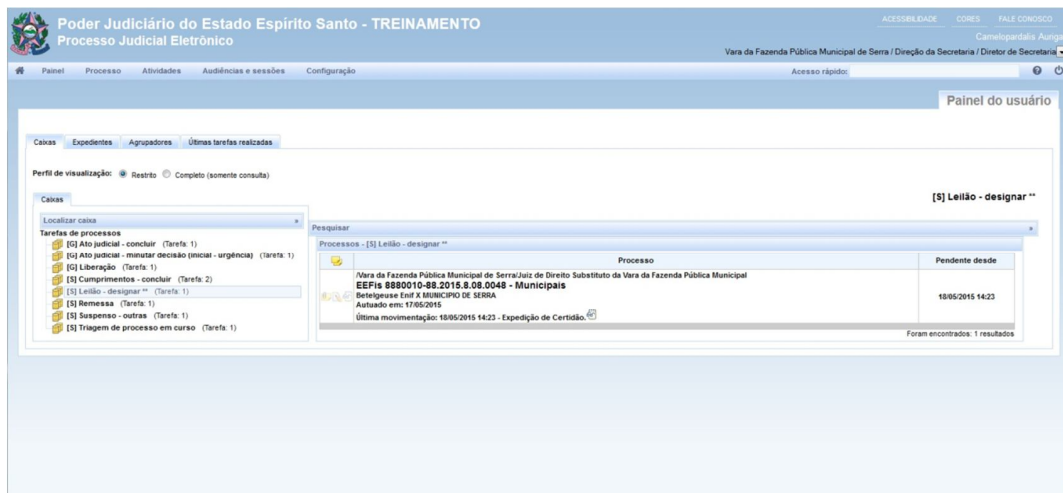 Poder Judiciário do Estado Espírito Santo - TREINAMENTO
Processo Judicial Eletrônico
ACESSIBILIDADE CORES FALE CONOSCO
Camelopardalis Auriga
Vara da Fazenda Pública Municipal de Serra / Direção da Secretaria / Diretor de Secretaria
Painel Processo Atividades Audiências e sessões Configuração Acesso rápido:
Painel do usuário
Caixas Expedientes Agrupadores Últimas tarefas realizadas
Perfil de visualização: Restrito Completo (somente consulta)
[S] Leilão - designar **
Caixas
Localizar caixa
Tarefas de processos
[G] Ato judicial - concluir (Tarefa: 1)
[G] Ato judicial - minutar decisão (inicial - urgência) (Tarefa: 1)
[G] Liberação (Tarefa: 1)
[S] Cumprimentos - concluir (Tarefa: 2)
[S] Leilão - designar ** (Tarefa: 1)
[S] Remessa (Tarefa: 1)
[S] Suspenso - outras (Tarefa: 1)
[S] Triagem de processo em curso (Tarefa: 1)
Pesquisar
Processos - [S] Leilão - designar **
Processo Pendente desde
/Vara da Fazenda Pública Municipal de Serra/Juiz de Direito Substituto da Vara da Fazenda Pública Municipal
EEFis 8880010-88.2015.8.08.0048 - Municipais
Betelgeuse Enif X MUNICIPIO DE SERRA
Autuado em: 17/05/2015
Última movimentação: 18/05/2015 14:23 - Expedição de Certidão.
18/05/2015 14:23
Foram encontrados: 1 resultados